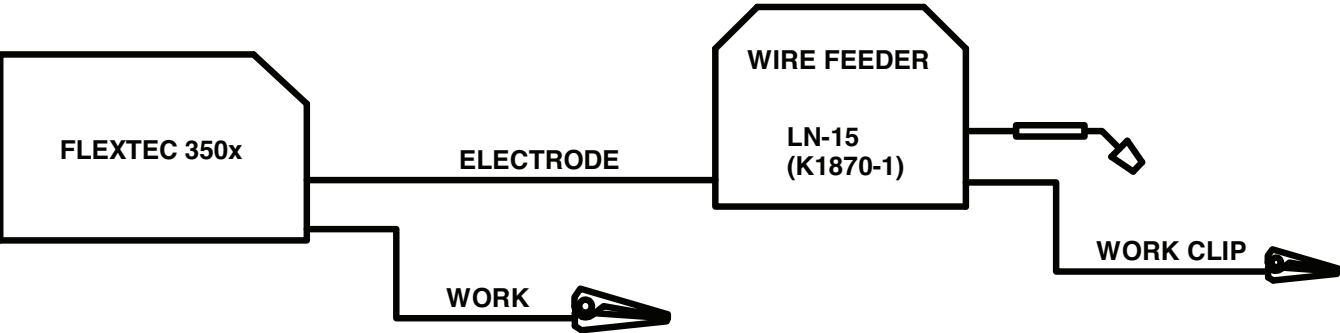 WIRE FEEDER
FLEXTEC 350x
LN-15
(K1870-1)
ELECTRODE
WORK CLIP
WORK